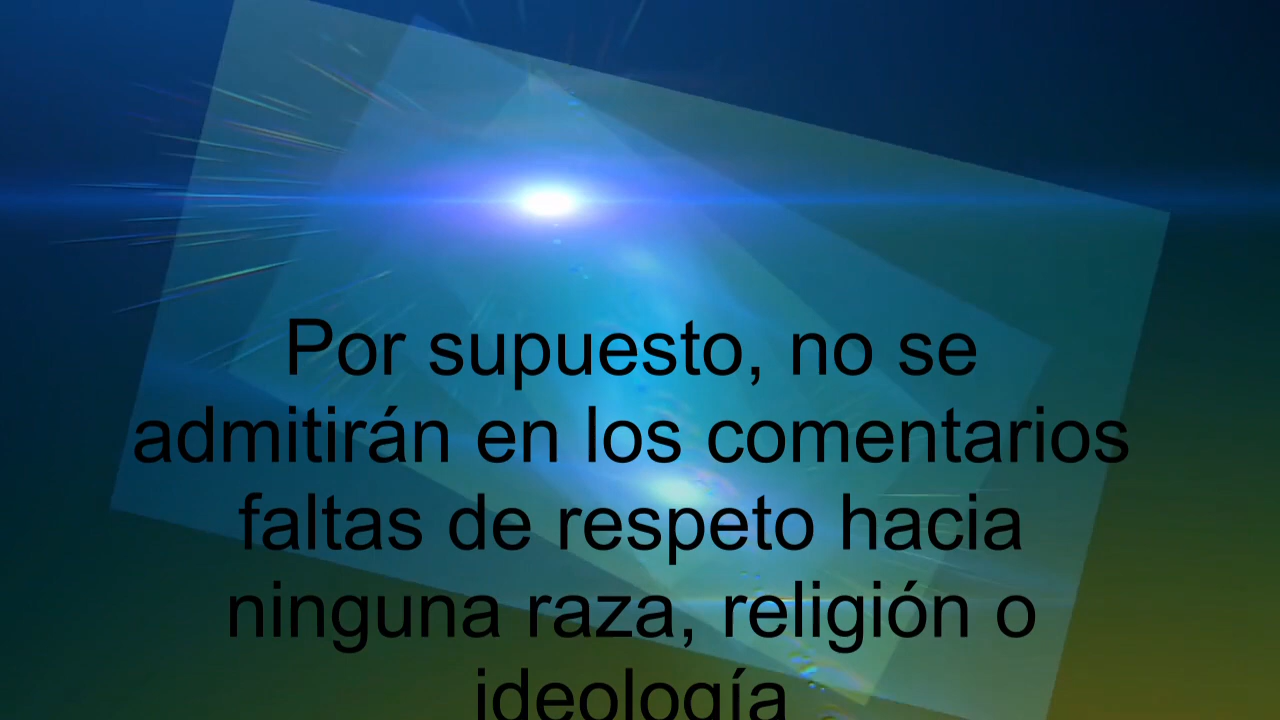 Por supuesto, no se
admitirán en los comentarios
faltas de respeto hacia
ninguna raza, religión o
ideología